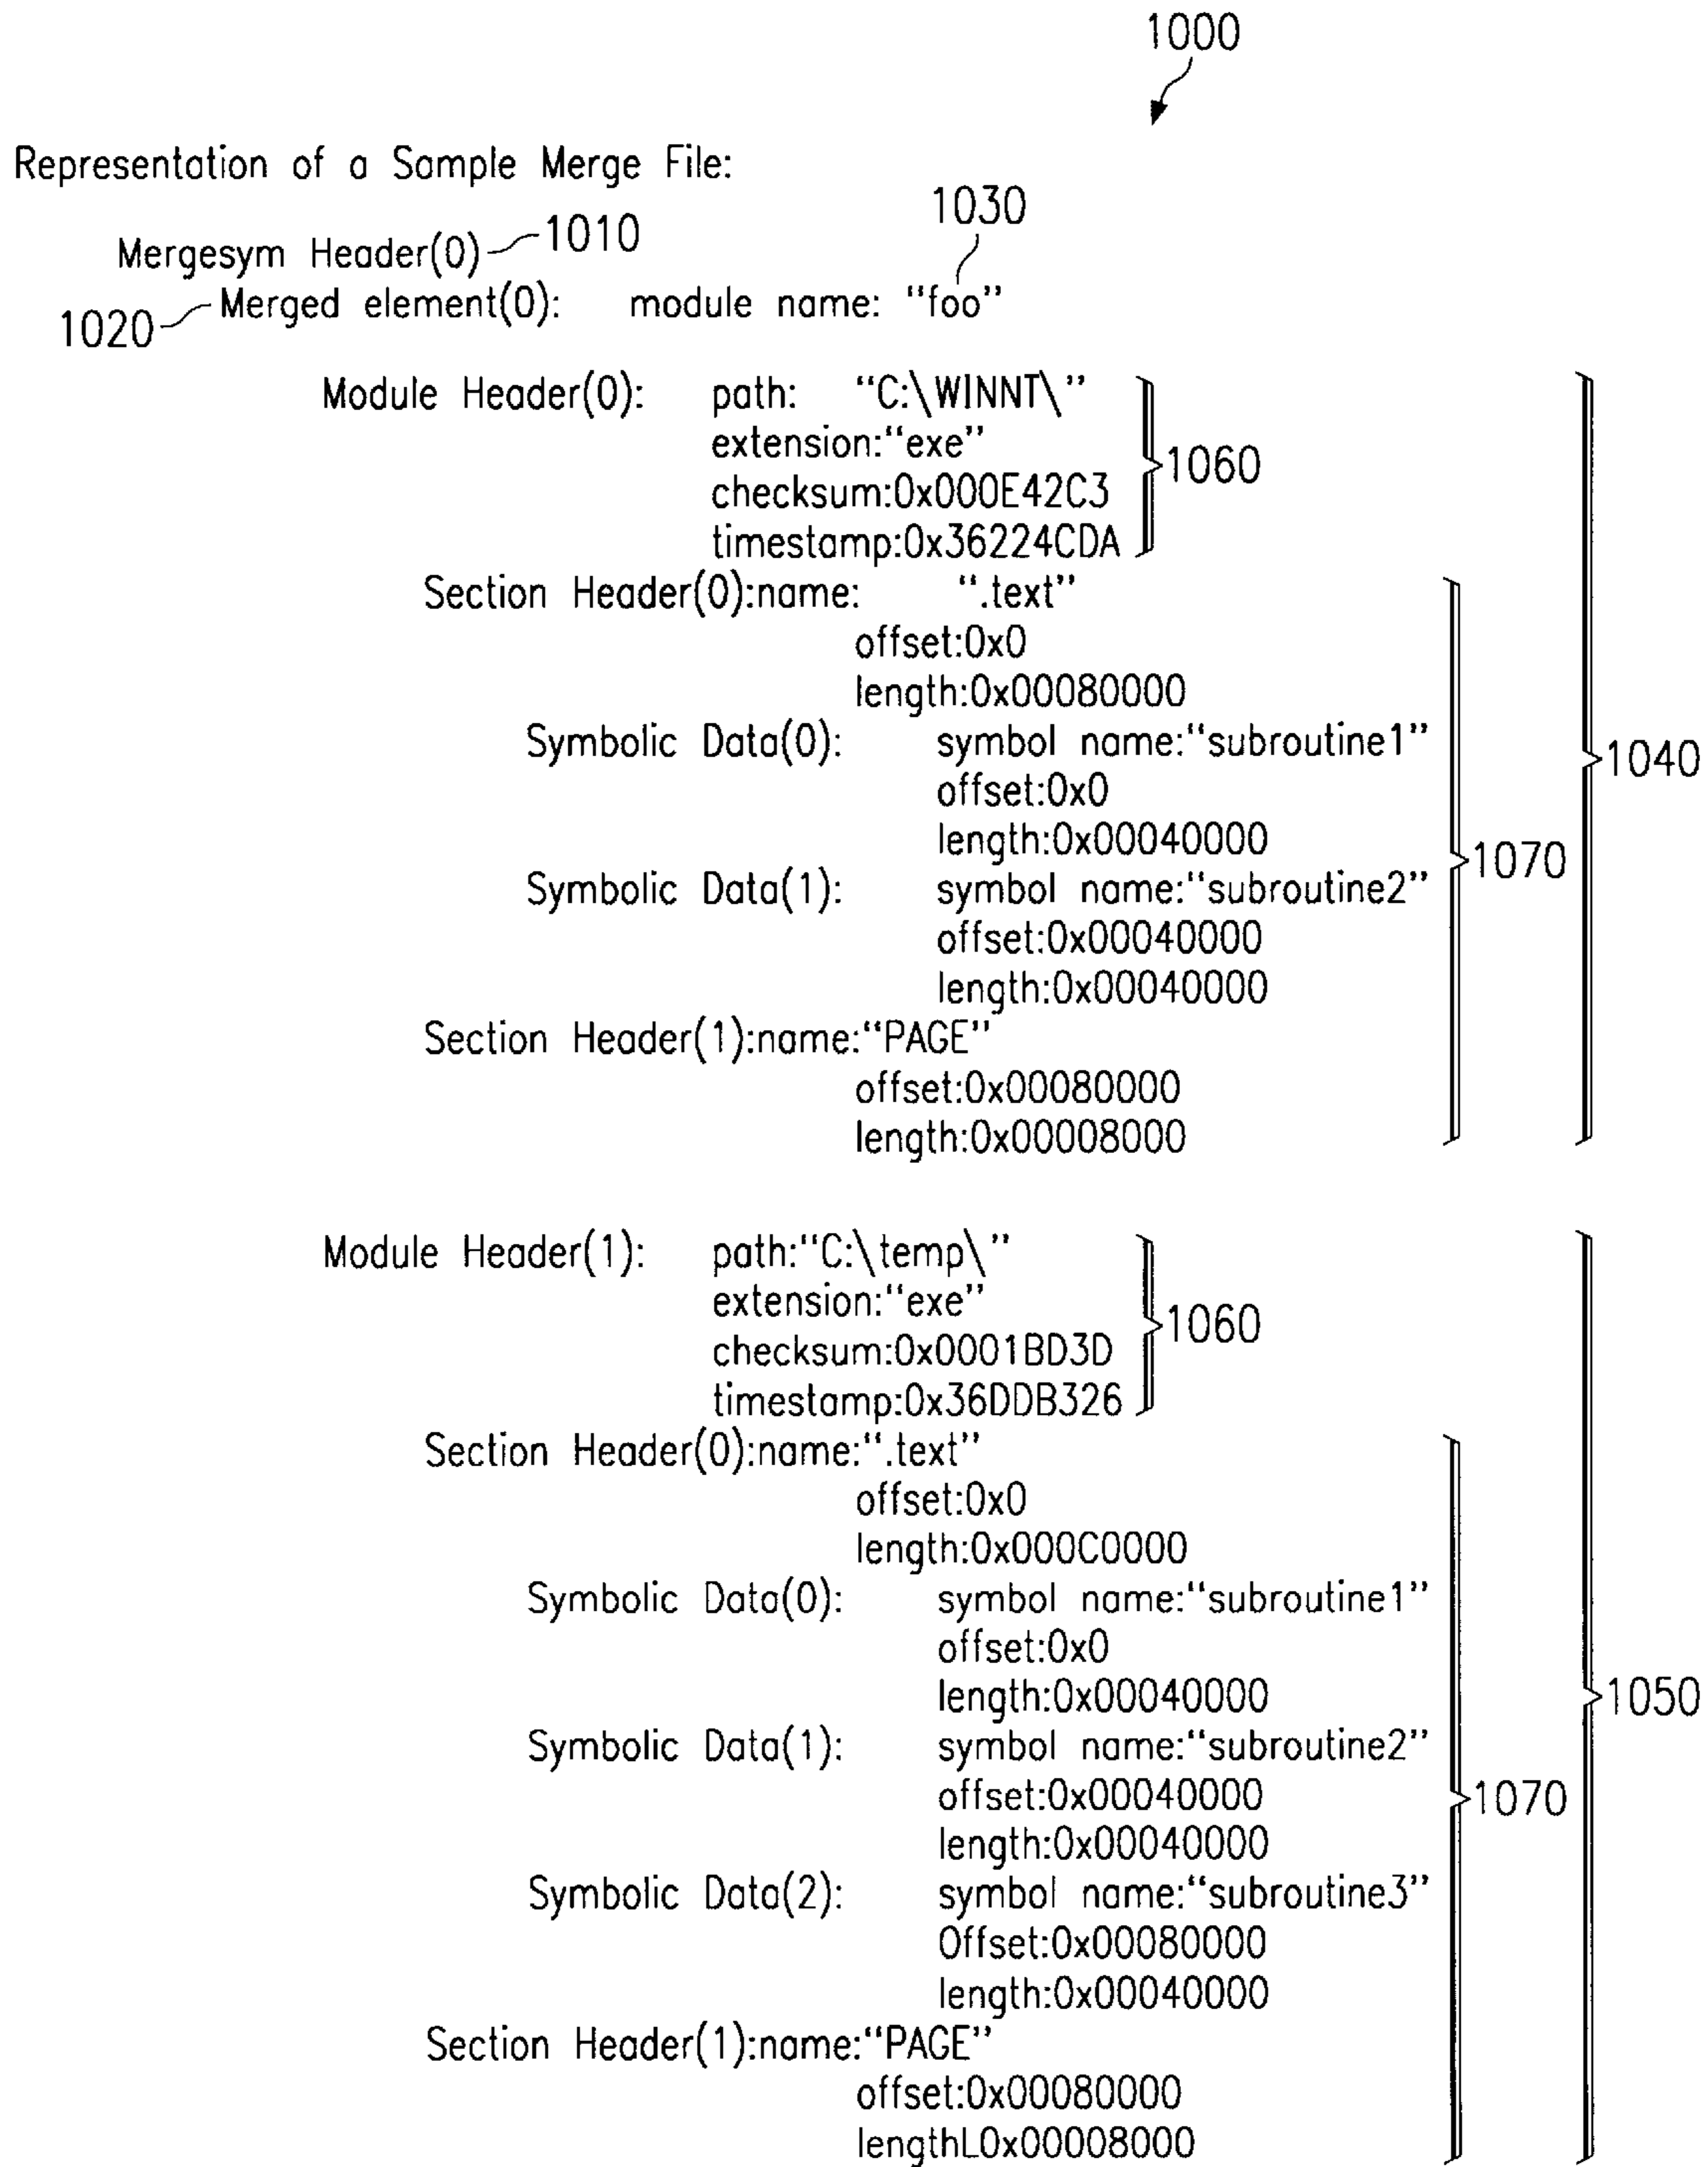 1000
Representation of a Sample Merge File:
1030
Mergesym Header(0) 1010
1020 Merged element(0): module name: “foo”
Module Header(0): path: “C:\WINNT\”
extension:“exe”
1060
checksum:0x000E42C3
timestamp:0x36224CDA
Section Header(0):name: “.text”
offset:0x0
length:0x00080000
Symbolic Data(0): symbol name:“subroutine1”
1040
offset:0x0
length:0x00040000
1070
Symbolic Data(1): symbol name:“subroutine2”
offset:0x00040000
length:0x00040000
Section Header(1):name:“PAGE”
offset:0x00080000
length:0x00008000
Module Header(1): path:“C:\temp\”
extension:“exe”
1060
checksum:0x0001BD3D
timestamp:0x36DDB326
Section Header(0):name:“.text”
offset:0x0
length:0x000C0000
Symbolic Data(0): symbol name:“subroutine1”
offset:0x0
length:0x00040000
1050
Symbolic Data(1): symbol name:“subroutine2”
offset:0x00040000
1070
length:0x00040000
Symbolic Data(2): symbol name:“subroutine3”
Offset:0x00080000
length:0x00040000
Section Header(1):name:“PAGE”
offset:0x00080000
lengthL0x00008000